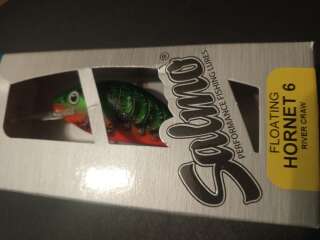 Salmo®
PERFORMANCE FISHING LURES
FLOATING
HORNET 6
RIVER CRAW